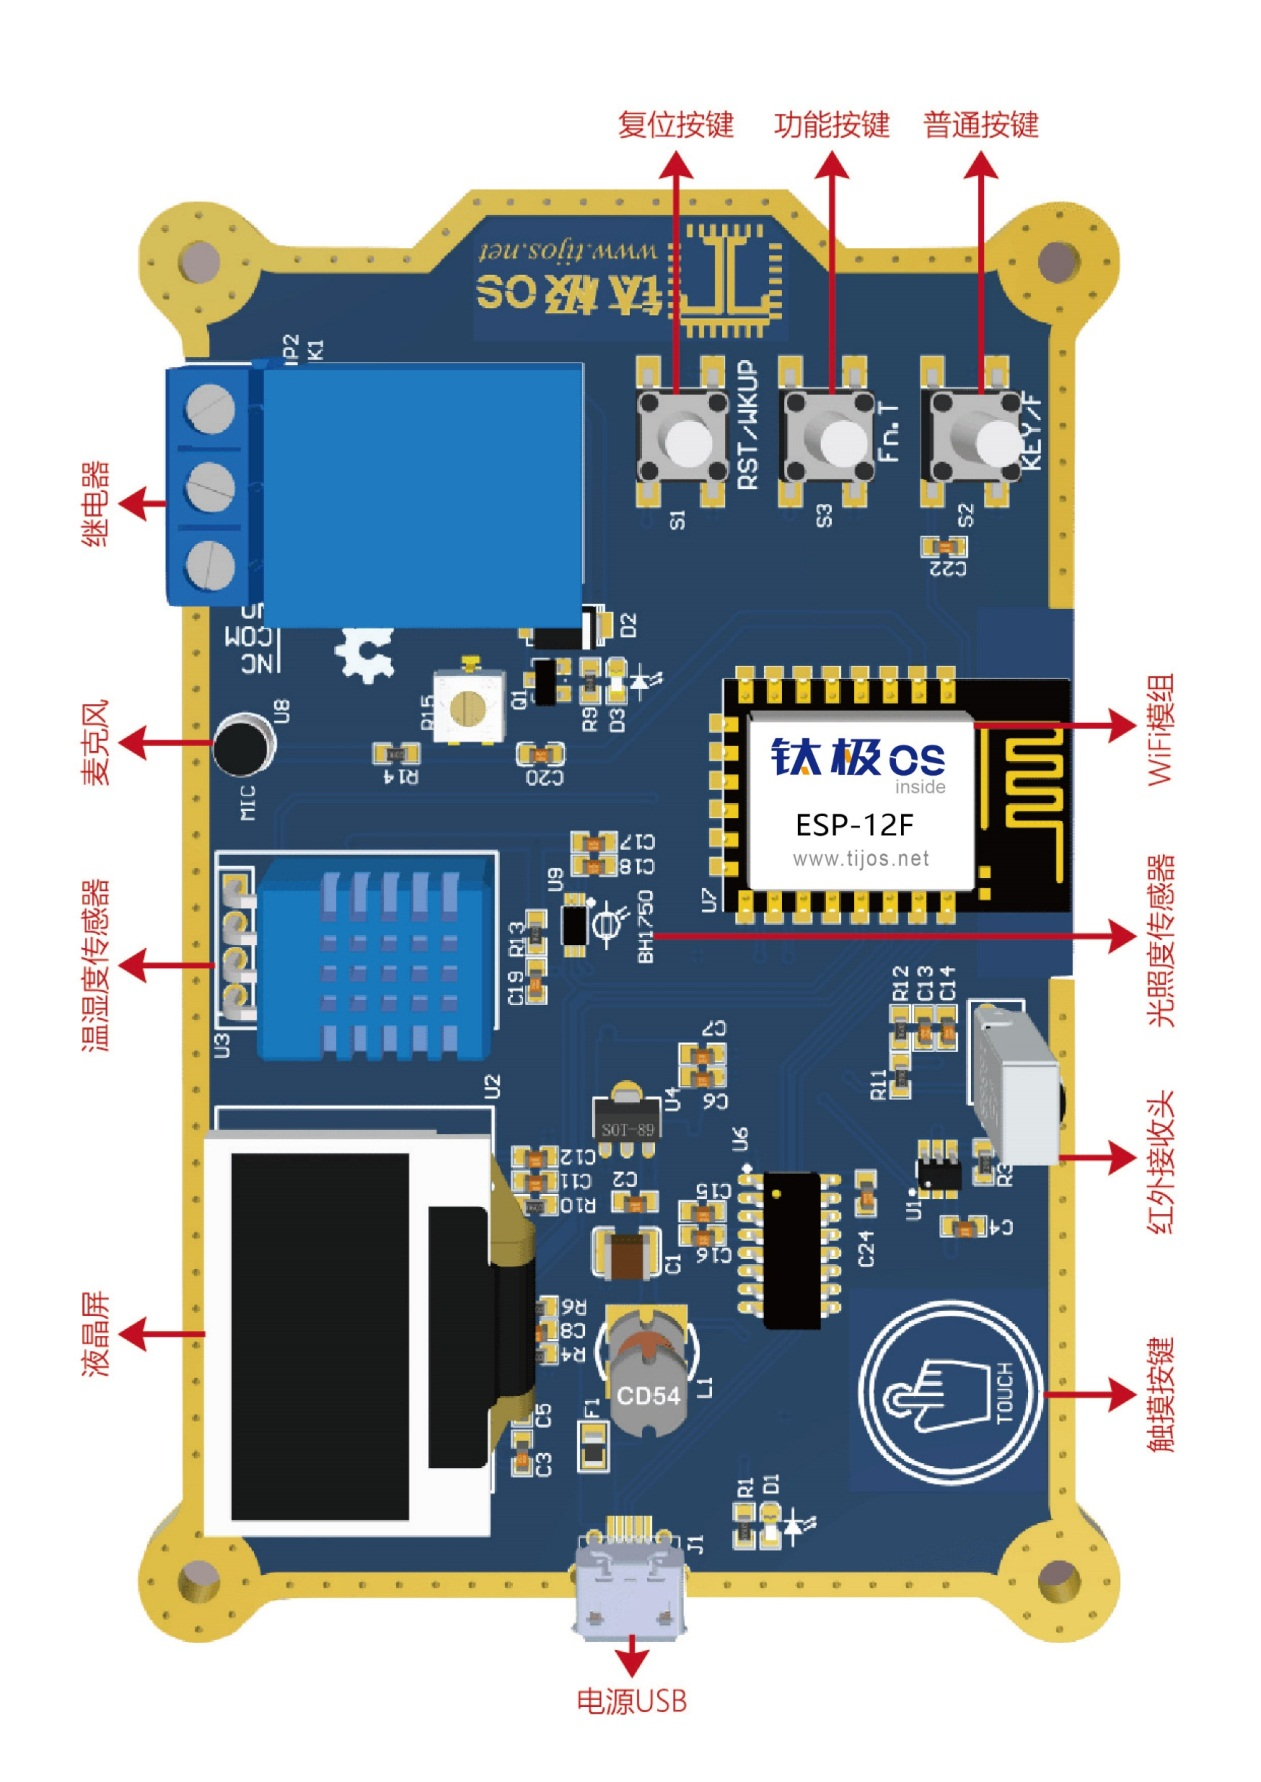 复位按键 功能按键 普通按键
www.tijos.net
钛极OS
P2
K1
RST/WKUP
Fn.T
KEY/F
S1
S3
S2
C22
继电器
NO
COM
NC
D2
Q1
R9
D3
R15
U8
麦克风
R14
C20
MIC
WiFi模组
钛极OS
inside
ESP-12F
www.tijos.net
U7
C17
C18
U9
BH1750
R13
C19
光照度传感器
温湿度传感器
U3
R12
C13
C14
R11
C7
C6
U2
U4
SOT-89
U6
红外接收头
R3
U1
C4
C12
C11
R10
C2
C15
C16
C1
C24
液晶屏
R6
C8
R4
CD54
L1
F1
C5
C3
TOUCH
触摸按键
R1
D1
J1
电源USB